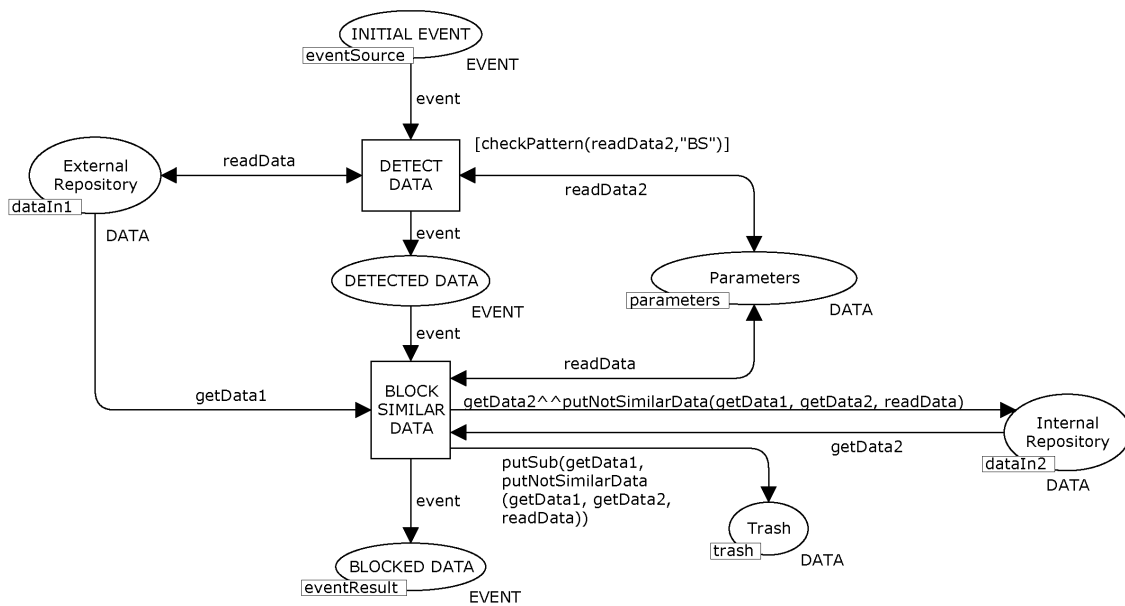 INITIAL EVENT
eventSource
EVENT
event
[checkPattern(readData2,"BS")]
External
Repository
dataIn1
DATA
readData
DETECT
DATA
readData2
event
DETECTED DATA
EVENT
Parameters
parameters
DATA
event
readData
getData1
BLOCK
SIMILAR
DATA
getData2^^putNotSimilarData(getData1, getData2, readData)
getData2
Internal
Repository
dataIn2
DATA
putSub(getData1,
putNotSimilarData
(getData1, getData2,
readData))
event
Trash
trash
DATA
BLOCKED DATA
eventResult
EVENT